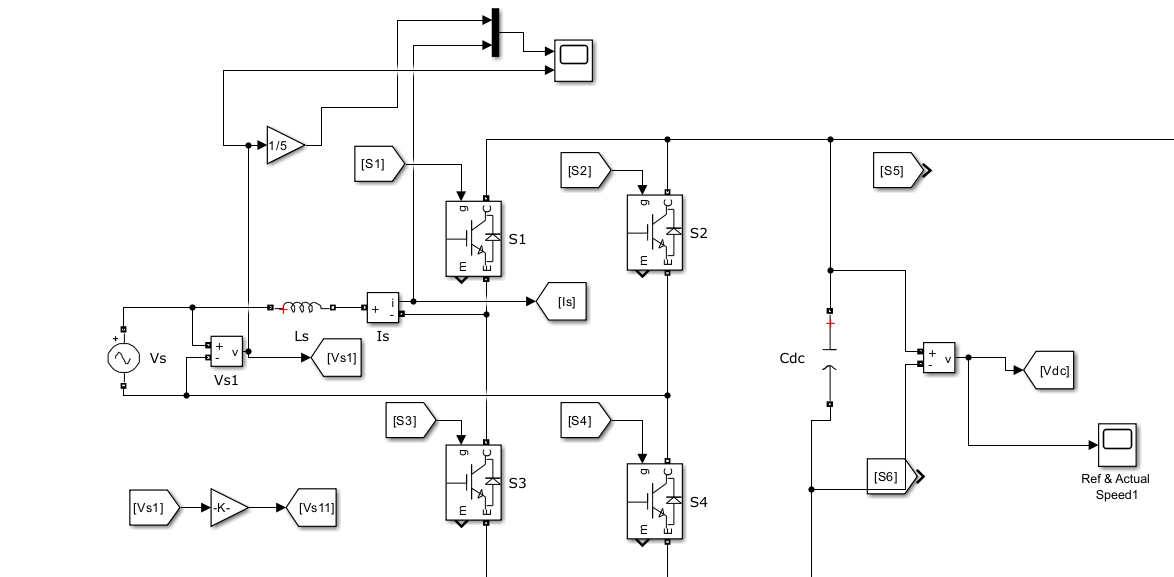 1/5
[S1]
[S2]
[S5]
g
C
S1
m
E
g
C
S2
m
E
i
+
-
[Is]
Ls
Is
+
Vs
+
-
v
Vs1
[Vs1]
Cdc
+
+
-
v
[Vdc]
[S3]
[S4]
g
C
S3
m
E
g
C
S4
m
E
[S6]
Ref & Actual
Speed1
[Vs1]
-K-
[Vs11]